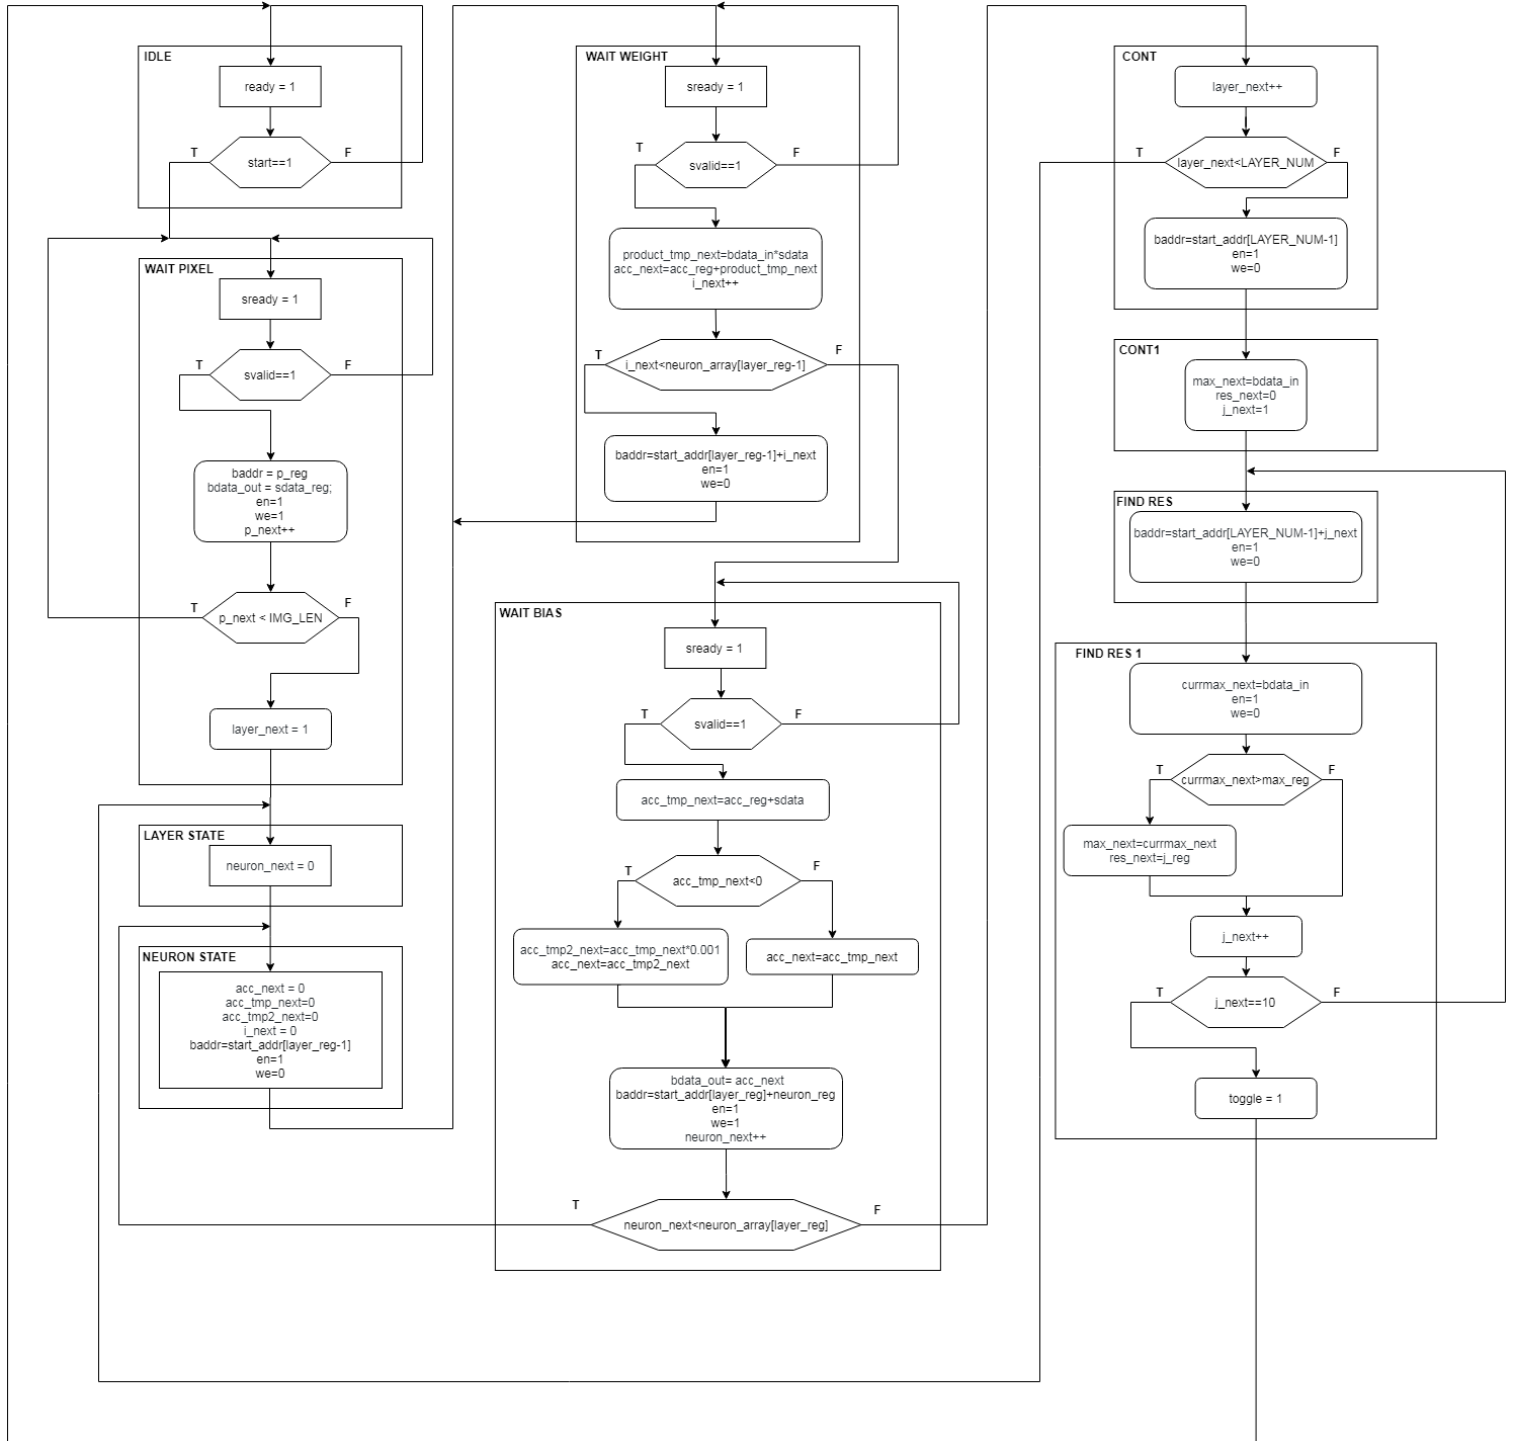 IDLE
ready = 1
T
start==1
F
WAIT PIXEL
sready = 1
T
svalid==1
F
baddr = p_reg
bdata_out = sdata_reg;
en=1
we=1
p_next++
T
p_next < IMG_LEN
F
layer_next = 1
LAYER STATE
neuron_next = 0
NEURON STATE
acc_next = 0
acc_tmp_next=0
acc_tmp2_next=0
i_next = 0
baddr=start_addr[layer_reg-1]
en=1
we=0
WAIT WEIGHT
sready = 1
T
svalid==1
F
product_tmp_next=bdata_in*sdata
acc_next=acc_reg+product_tmp_next
i_next++
T
i_next<neuron_array[layer_reg-1]
F
baddr=start_addr[layer_reg-1]+i_next
en=1
we=0
WAIT BIAS
sready = 1
T
svalid==1
F
acc_tmp_next=acc_reg+sdata
T
acc_tmp_next<0
F
acc_tmp2_next=acc_tmp_next*0.001
acc_next=acc_tmp2_next
acc_next=acc_tmp_next
bdata_out= acc_next
baddr=start_addr[layer_reg]+neuron_reg
en=1
we=1
neuron_next++
T
neuron_next<neuron_array[layer_reg]
F
CONT
layer_next++
T
layer_next<LAYER_NUM
F
baddr=start_addr[LAYER_NUM-1]
en=1
we=0
CONT1
max_next=bdata_in
res_next=0
j_next=1
FIND RES
baddr=start_addr[LAYER_NUM-1]+j_next
en=1
we=0
FIND RES 1
currmax_next=bdata_in
en=1
we=0
T
currmax_next>max_reg
F
max_next=currmax_next
res_next=j_reg
j_next++
T
j_next==10
F
toggle = 1